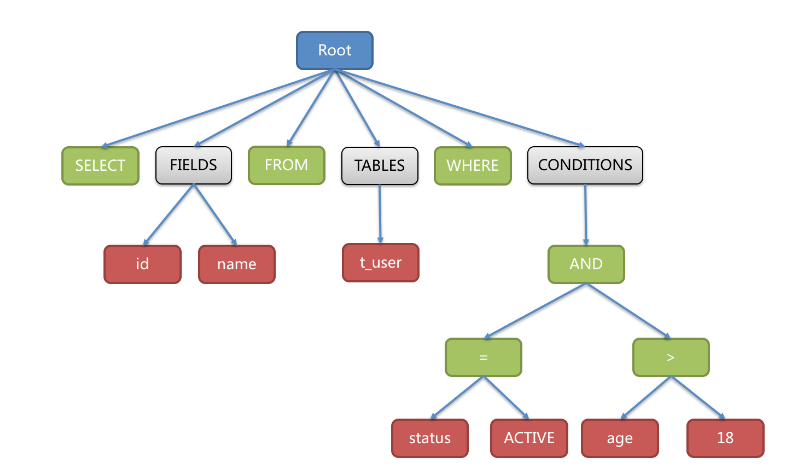 Root
SELECT
FIELDS
FROM
TABLES
WHERE
CONDITIONS
id
name
t_user
AND
=
>
status
ACTIVE
age
18